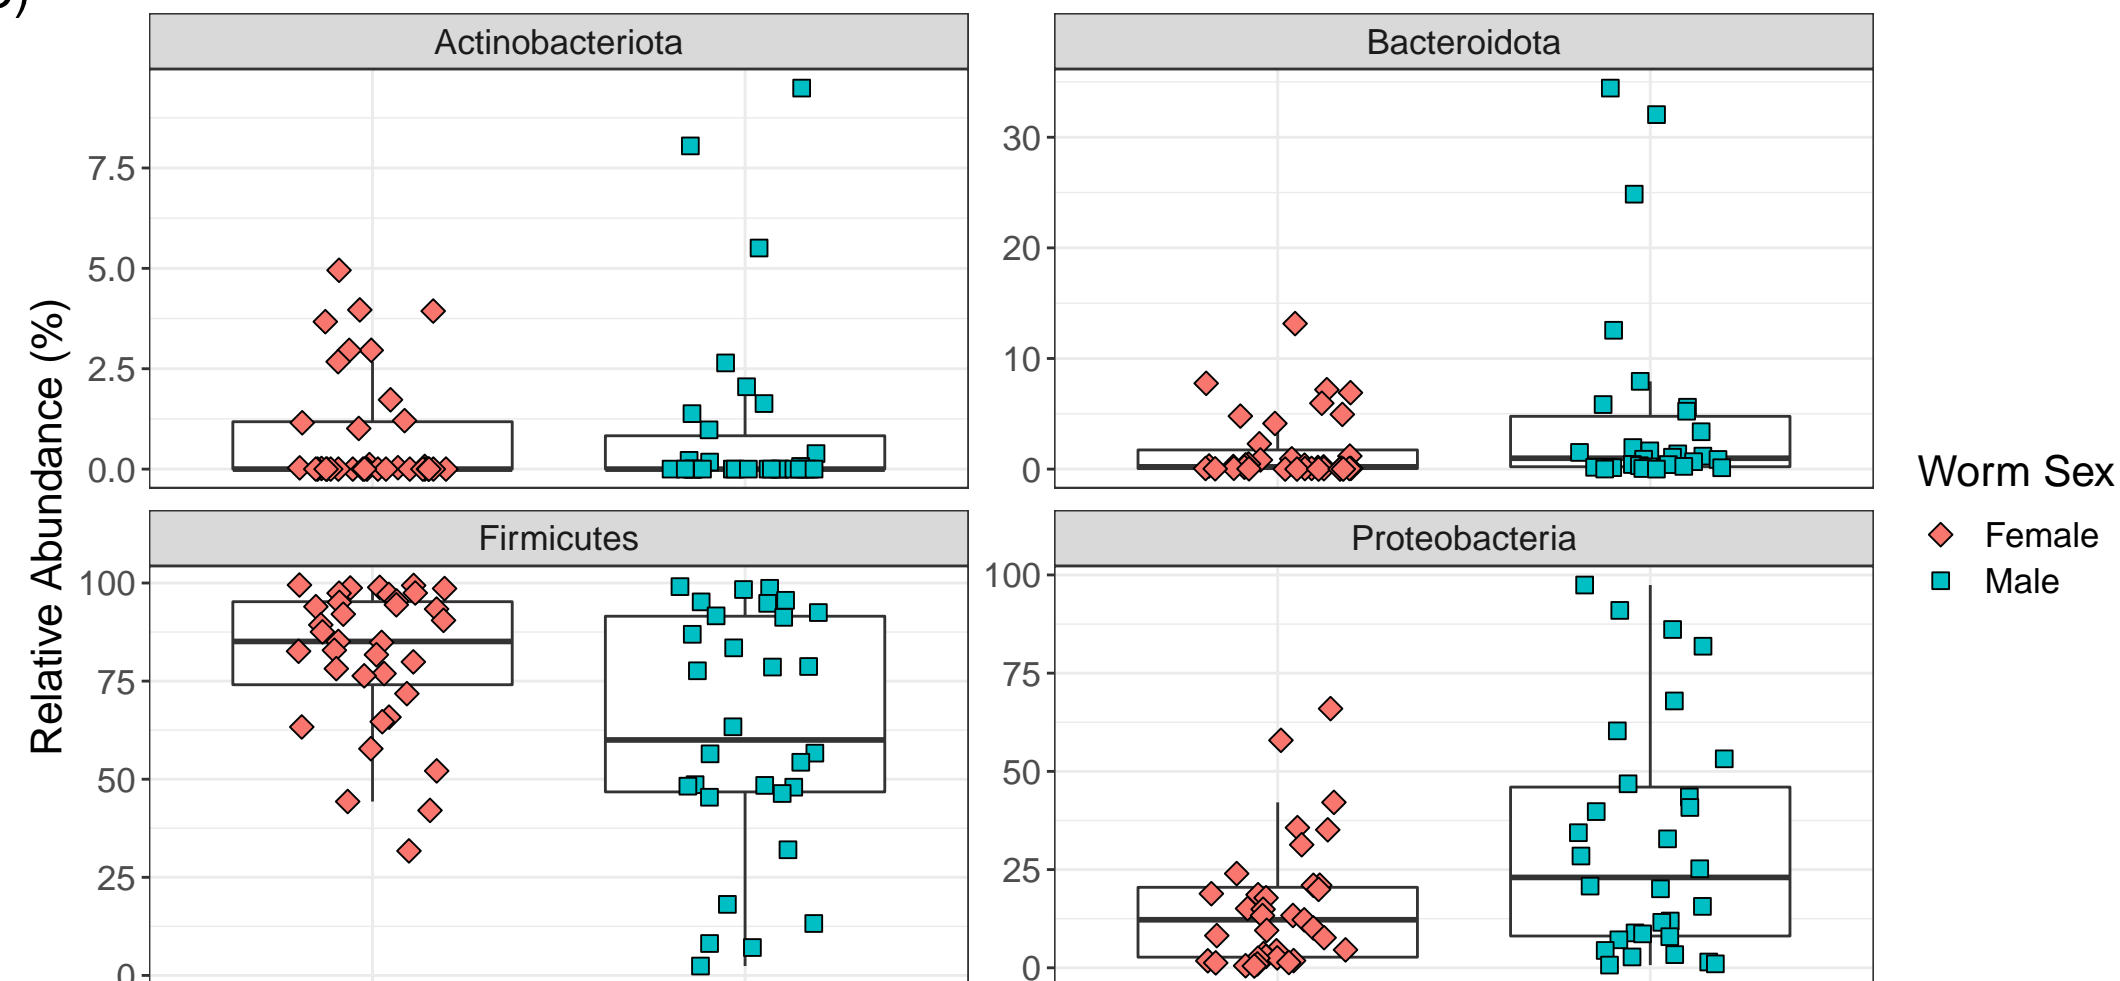 Actinobacteriota
Bacteroidota
7.5
5.0
2.5
0.0
30
20
10
0
Relative Abundance (%)
Firmicutes
Proteobacteria
100
75
50
25
0
100
75
50
25
0
Worm Sex
Female
Male